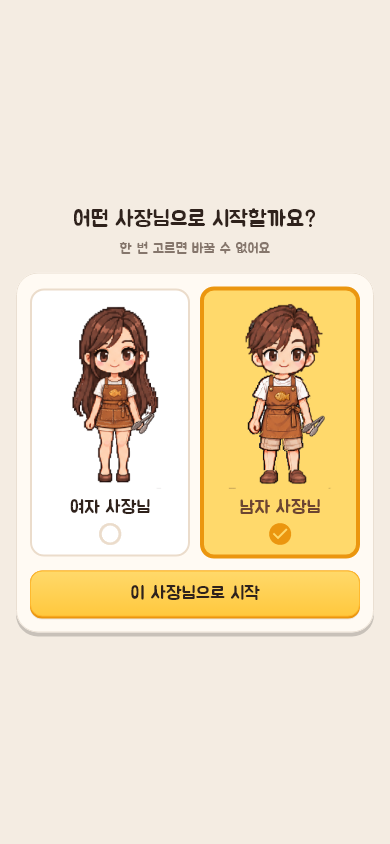 어떤 사장님으로 시작할까요?
한 번 고르면 바꿀 수 없어요
여자 사장님
남자 사장님
이 사장님으로 시작